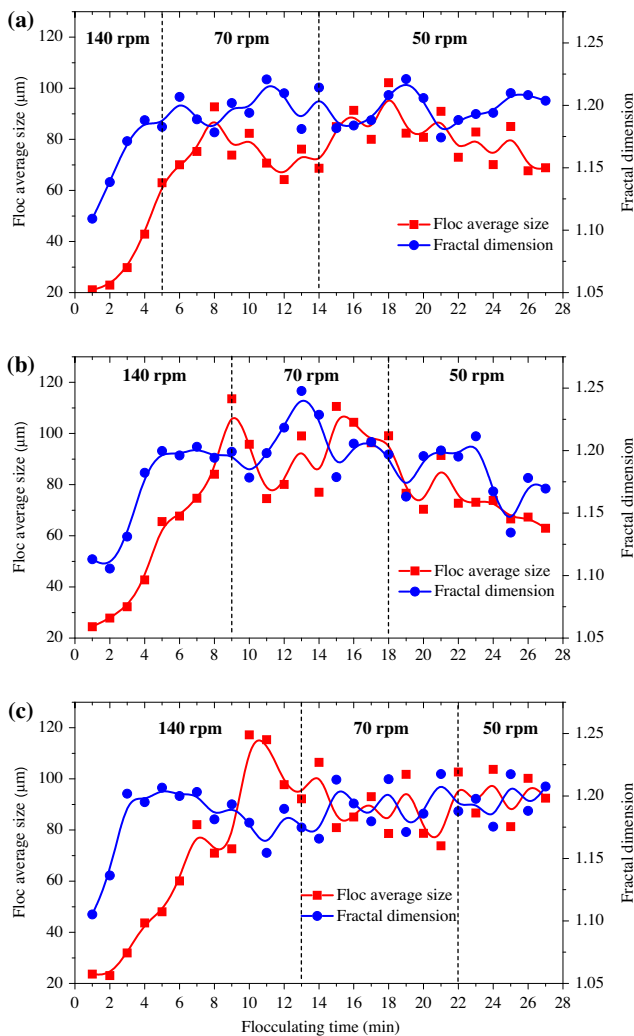 (a)
140 rpm 70 rpm 50 rpm
120
100
80
60
40
20
1.25
1.20
1.15
1.10
1.05
Floc average size (μm)
Fractal dimension
Floc average size
Fractal dimension
0 2 4 6 8 10 12 14 16 18 20 22 24 26 28
(b)
140 rpm 70 rpm 50 rpm
120
100
80
60
40
20
1.25
1.20
1.15
1.10
1.05
Floc average size (μm)
Fractal dimension
Floc average size
Fractal dimension
0 2 4 6 8 10 12 14 16 18 20 22 24 26 28
(c)
140 rpm 70 rpm 50 rpm
120
100
80
60
40
20
1.25
1.20
1.15
1.10
1.05
Floc average size (μm)
Fractal dimension
Floc average size
Fractal dimension
0 2 4 6 8 10 12 14 16 18 20 22 24 26 28
Flocculating time (min)